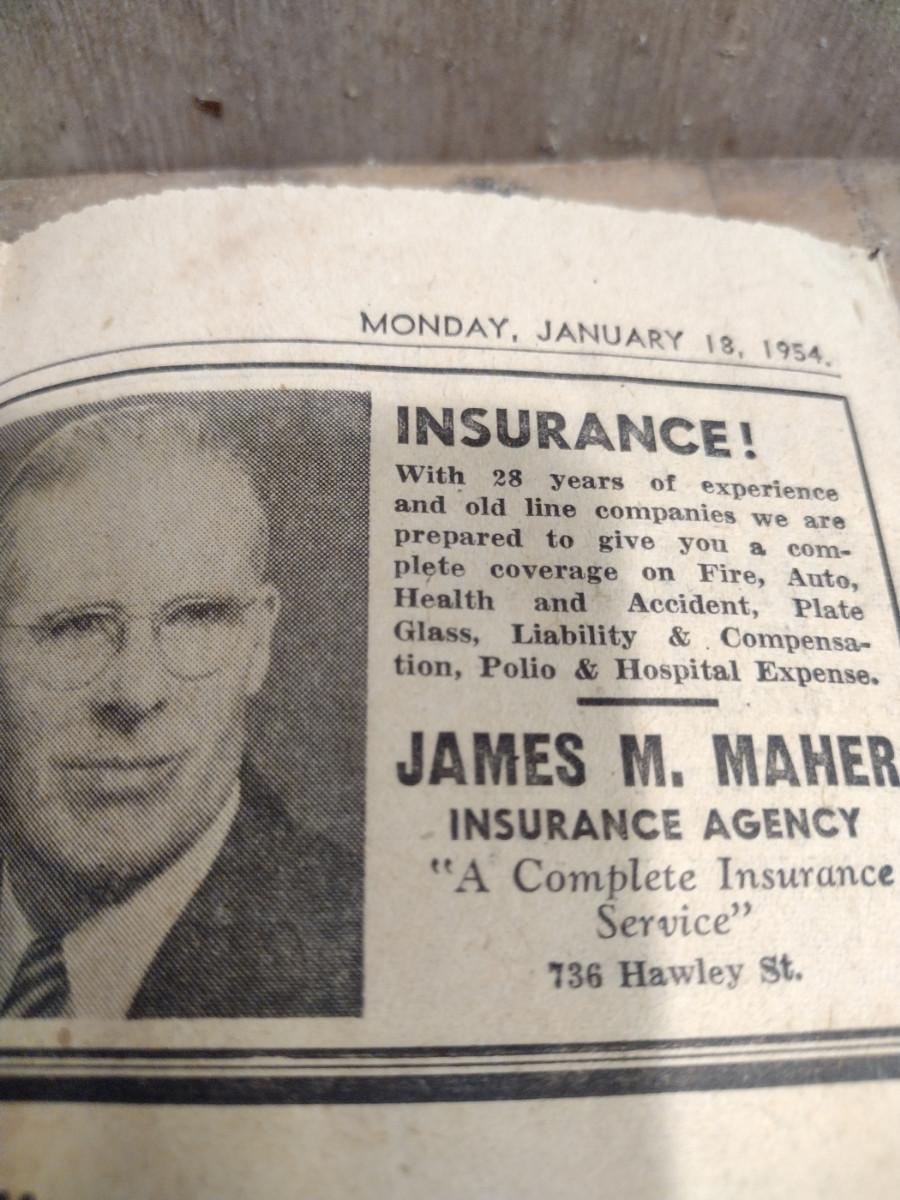 MONDAY, JANUARY 18, 1954.
INSURANCE!
With 28 years of experience
and old line companies we are
prepared to give you a com-
plete coverage on Fire, Auto,
Health and Accident, Plate
Glass, Liability & Compensa-
tion, Polio & Hospital Expense.
JAMES M. MAHER
INSURANCE AGENCY
"A Complete Insurance
Service"
736 Hawley St.